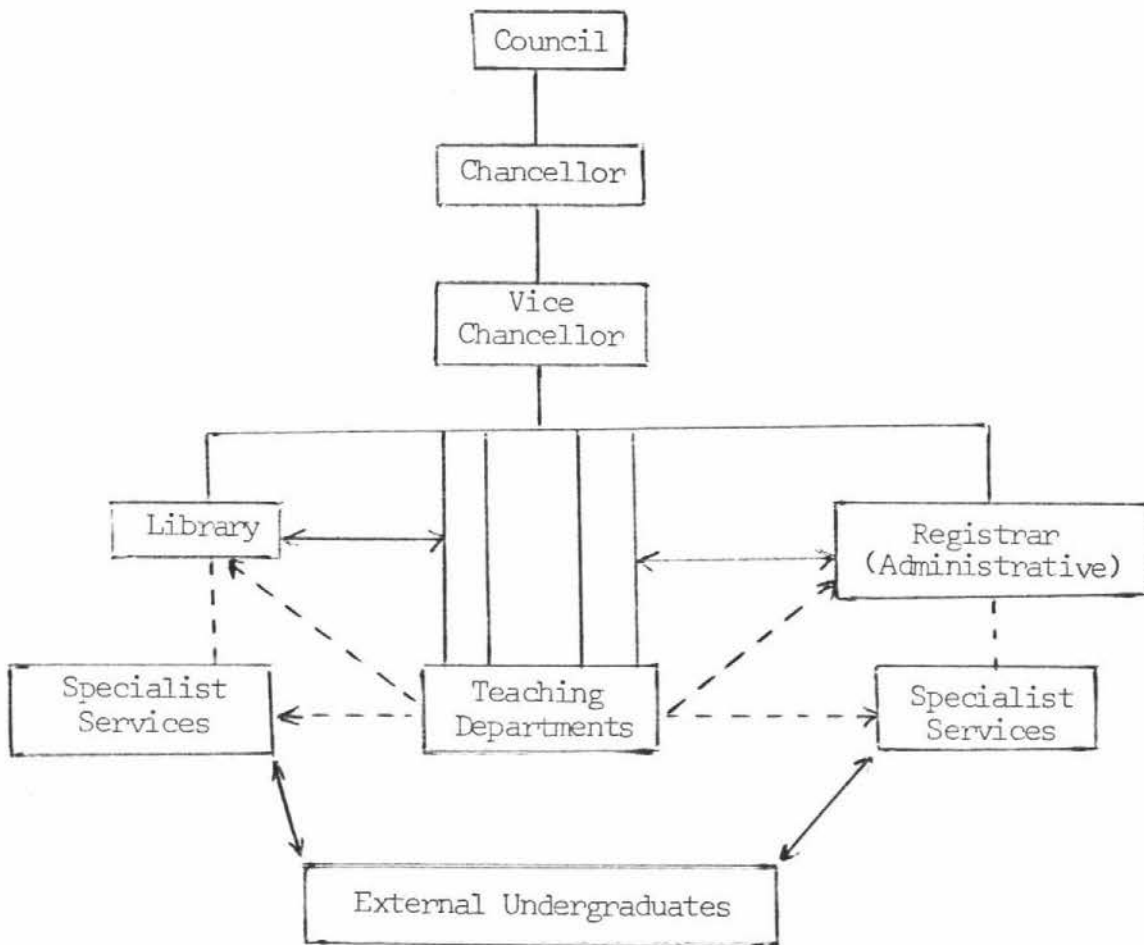 Council
Chancellor
Vice
Chancellor
Library
Registrar
(Administrative)
Specialist
Services
Teaching
Departments
Specialist
Services
External Undergraduates